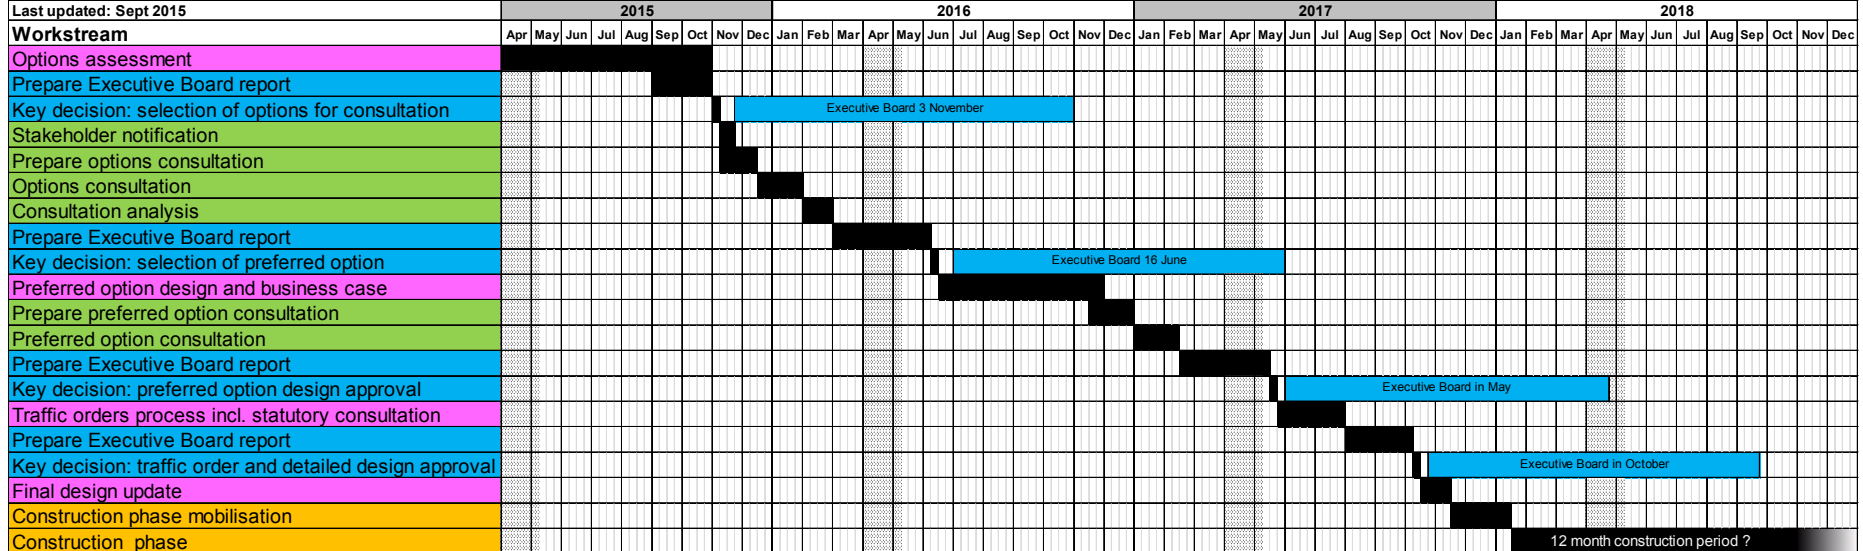 Last updated: Sept 2015 2015 2016 2017 2018
Workstream Apr May Jun Jul Aug Sep Oct Nov Dec Jan Feb Mar Apr May Jun Jul Aug Sep Oct Nov Dec Jan Feb Mar Apr May Jun Jul Aug Sep Oct Nov Dec Jan Feb Mar Apr May Jun Jul Aug Sep Oct Nov Dec
Options assessment
Prepare Executive Board report
Key decision: selection of options for consultation Executive Board 3 November
Stakeholder notification
Prepare options consultation
Options consultation
Consultation analysis
Prepare Executive Board report
Key decision: selection of preferred option Executive Board 16 June
Preferred option design and business case
Prepare preferred option consultation
Preferred option consultation
Prepare Executive Board report
Key decision: preferred option design approval Executive Board in May
Traffic orders process incl. statutory consultation
Prepare Executive Board report
Key decision: traffic order and detailed design approval Executive Board in October
Final design update
Construction phase mobilisation
Construction phase 12 month construction period ?